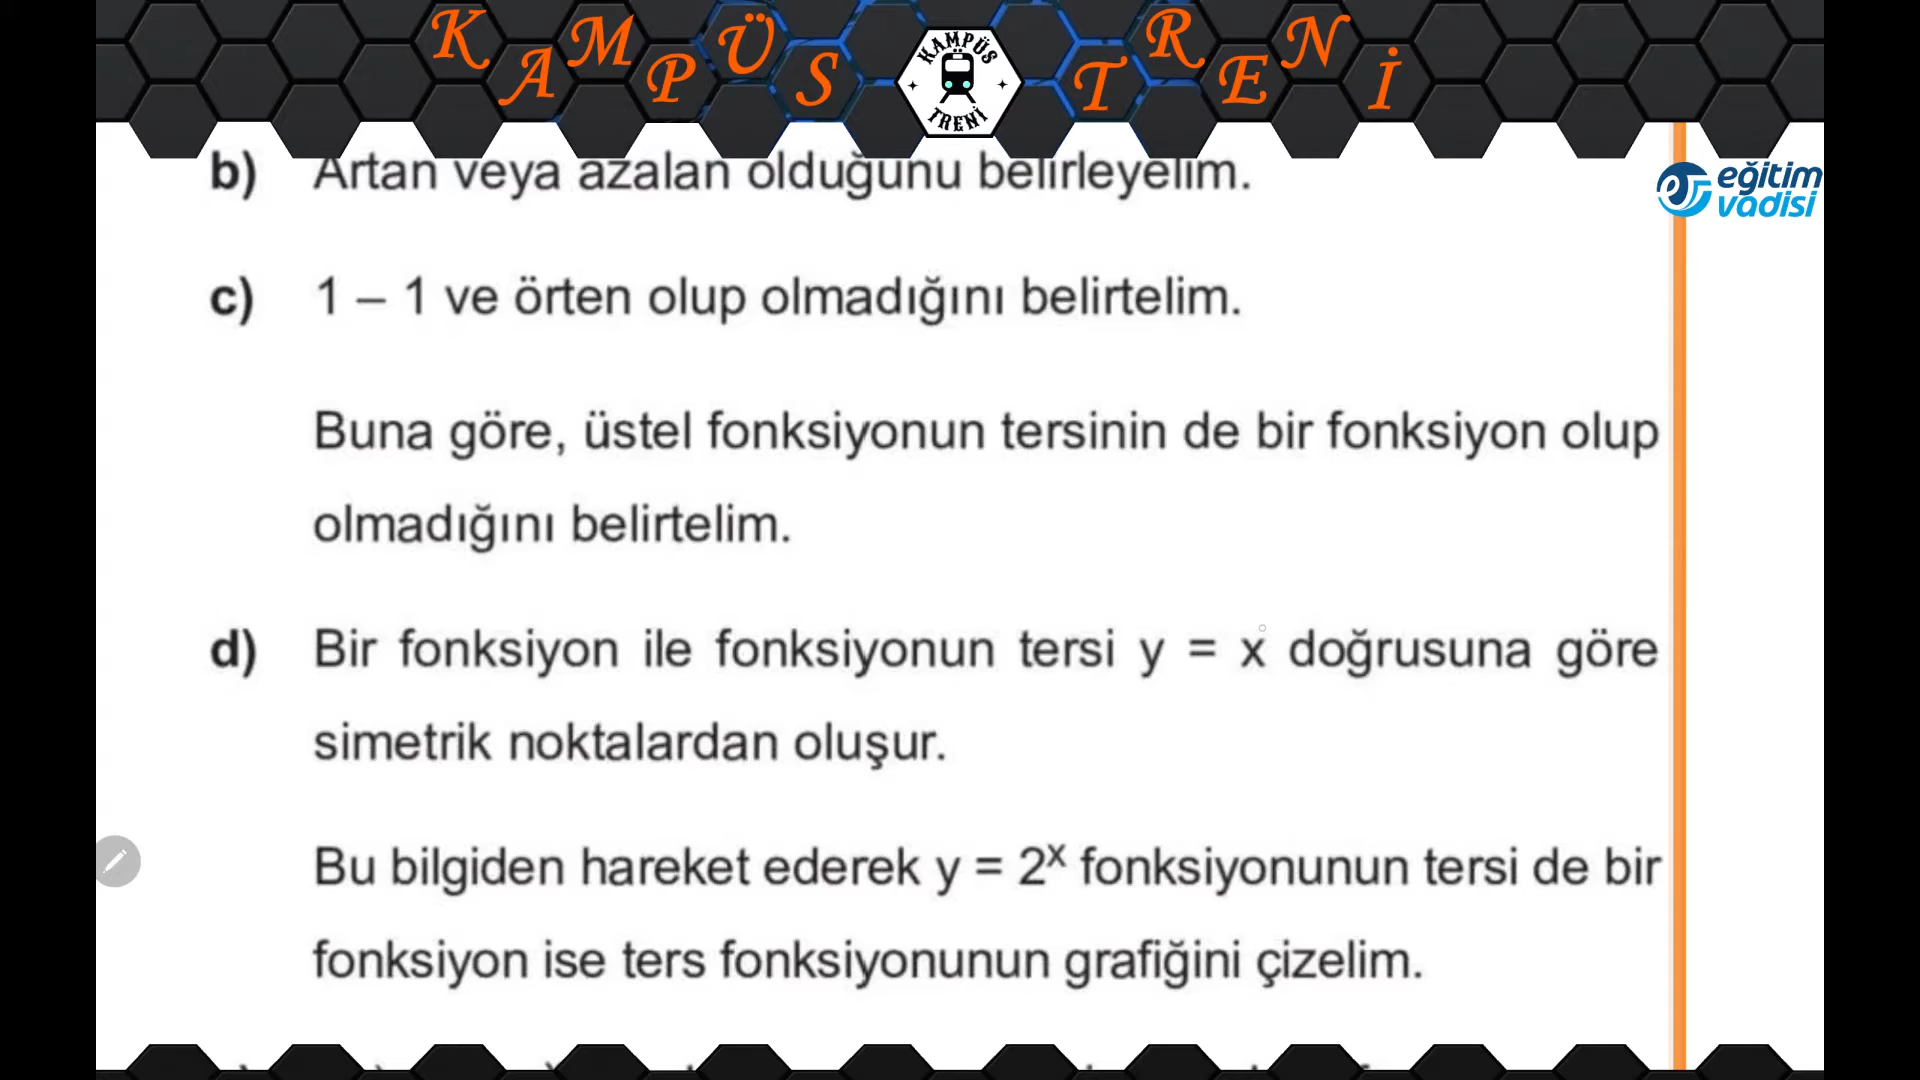 KAMPÜS TRENİ
KAMPÜS
TRENİ
eğitim
vadisi
b) Artan veya azalan olduğunu belirleyelim.
c) 1 – 1 ve örten olup olmadığını belirtelim.
Buna göre, üstel fonksiyonun tersinin de bir fonksiyon olup
olmadığını belirtelim.
d) Bir fonksiyon ile fonksiyonun tersi y = x doğrusuna göre
simetrik noktalardan oluşur.
Bu bilgiden hareket ederek y = 2ˣ fonksiyonunun tersi de bir
fonksiyon ise ters fonksiyonunun grafiğini çizelim.